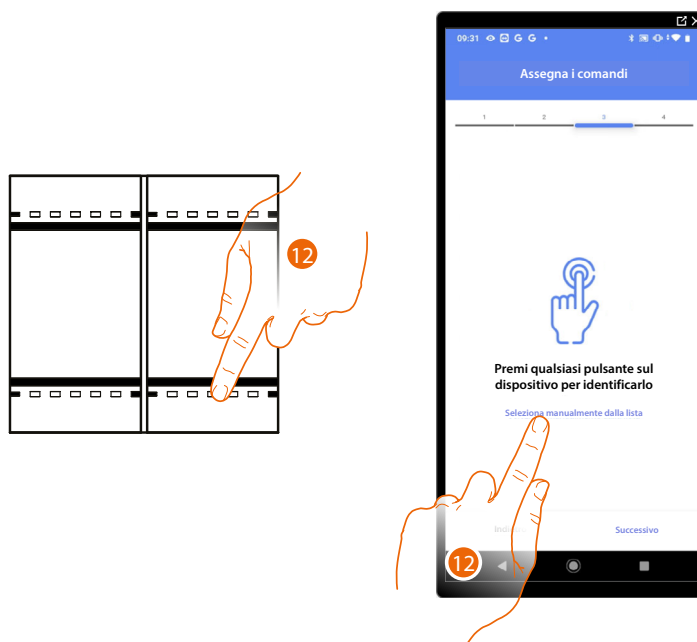 09:31
G G
Assegna i comandi
1 2 3 4
12
Premi qualsiasi pulsante sul
dispositivo per identificarlo
Seleziona manualmente dalla lista
Successivo
12